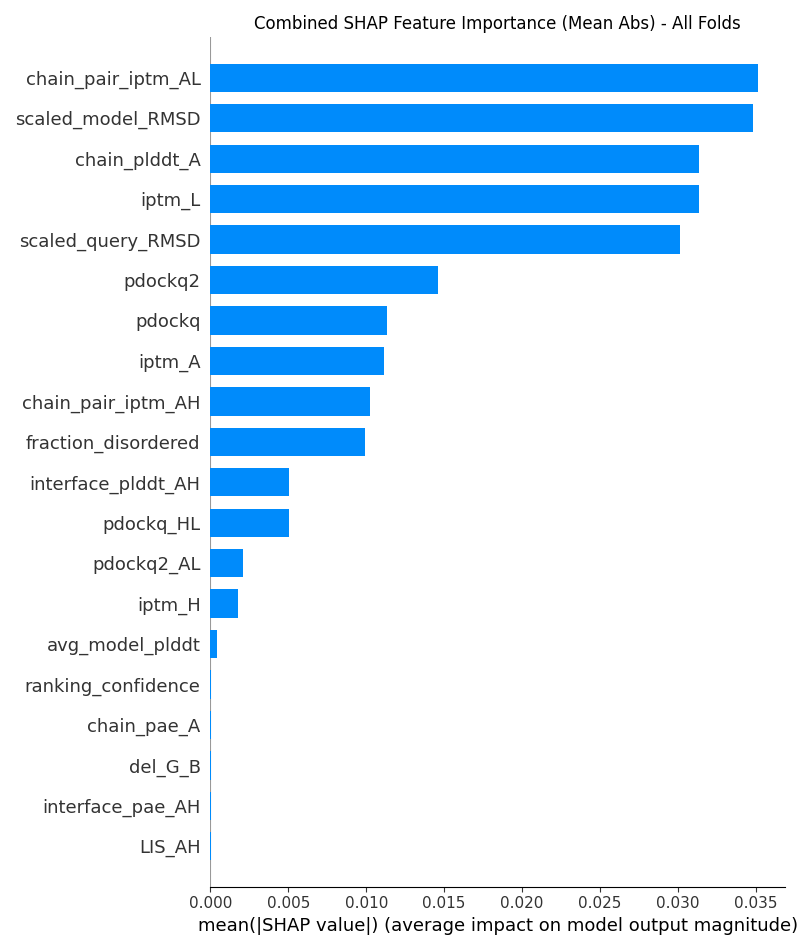 Combined SHAP Feature Importance (Mean Abs) - All Folds
chain_pair_iptm_AL
scaled_model_RMSD
chain_plddt_A
iptm_L
scaled_query_RMSD
pdockq2
pdockq
iptm_A
chain_pair_iptm_AH
fraction_disordered
interface_plddt_AH
pdockq_HL
pdockq2_AL
iptm_H
avg_model_plddt
ranking_confidence
chain_pae_A
del_G_B
interface_pae_AH
LIS_AH
0.000 0.005 0.010 0.015 0.020 0.025 0.030 0.035
mean(|SHAP value|) (average impact on model output magnitude)